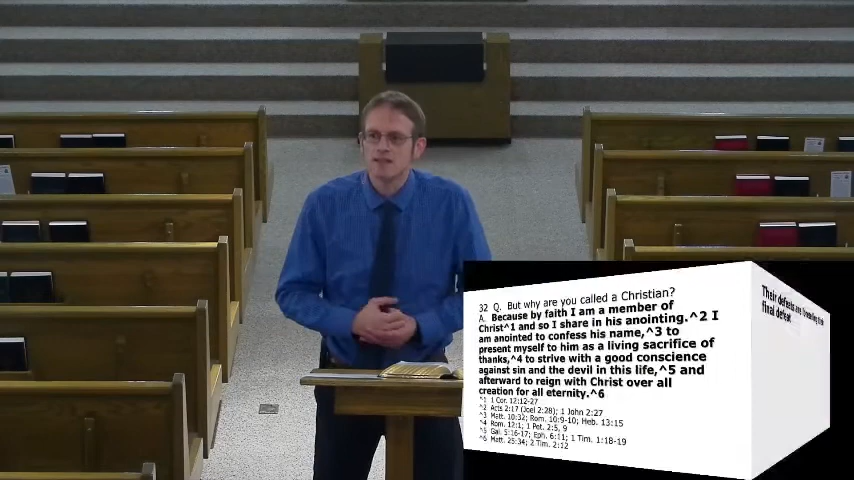 32 Q. But why are you called a Christian?
A. Because by faith I am a member of
Christ^1 and so I share in his anointing.^2 I
am anointed to confess his name,^3 to
present myself to him as a living sacrifice of
thanks,^4 to strive with a good conscience
against sin and the devil in this life,^5 and
afterward to reign with Christ over all
creation for all eternity.^6
^1 1 Cor. 12:12-27
^2 Acts 2:17 (Joel 2:28); 1 John 2:27
^3 Matt. 10:32; Rom. 10:9-10; Heb. 13:15
^4 Rom. 12:1; 1 Pet. 2:5, 9
^5 Gal. 5:16-17; Eph. 6:11; 1 Tim. 1:18-19
^6 Matt. 25:34; 2 Tim. 2:12
Their defeats are
final defeat